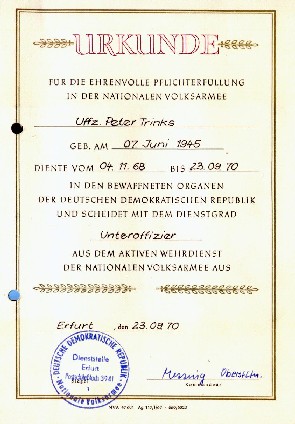 URKUNDE
FÜR DIE EHRENVOLLE PFLICHTERFÜLLUNG
IN DER NATIONALEN VOLKSARMEE
Uffz. Peter Trinks
GEB. AM 07. Juni 1945
DIENTE VOM 04. 11. 68 BIS 23. 09. 70
IN DEN BEWAFFNETEN ORGANEN
DER DEUTSCHEN DEMOKRATISCHEN REPUBLIK
UND SCHEIDET MIT DEM DIENSTGRAD
Unteroffizier
AUS DEM AKTIVEN WEHRDIENST
DER NATIONALEN VOLKSARMEE AUS
Erfurt, den 23. 09. 70
DEUTSCHE DEMOKRATISCHE REPUBLIK
Dienststelle
Erfurt
1
Nationale Volksarmee